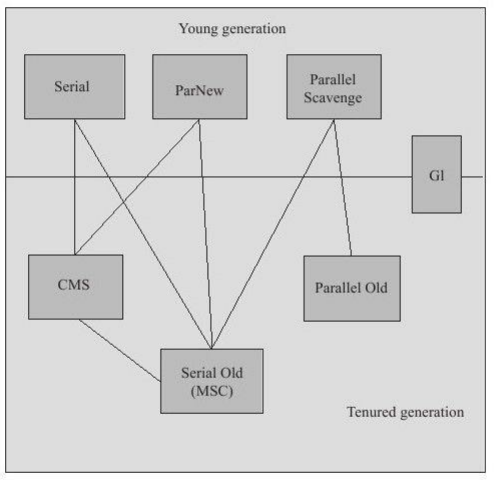 Young generation
Serial
ParNew
Parallel
Scavenge
Gl
CMS
Parallel Old
Serial Old
(MSC)
Tenured generation